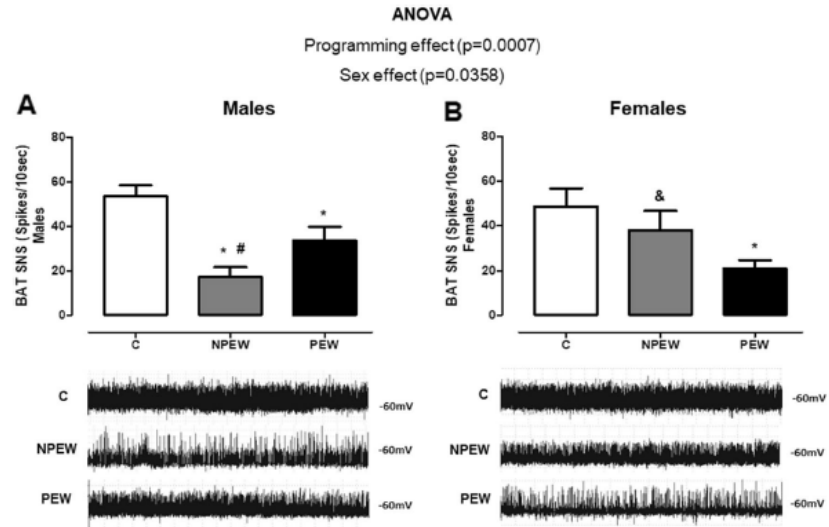 ANOVA
Programming effect (p=0.0007)
Sex effect (p=0.0358)
A
Males
BAT SNS (Spikes/10sec)
Males
80
60
40
20
0
* #
*
C
NPEW
PEW
C
-60mV
NPEW
-60mV
PEW
-60mV
B
Females
BAT SNS (Spikes/10sec)
Females
80
60
40
20
0
&
*
C
NPEW
PEW
C
-60mV
NPEW
-60mV
PEW
-60mV